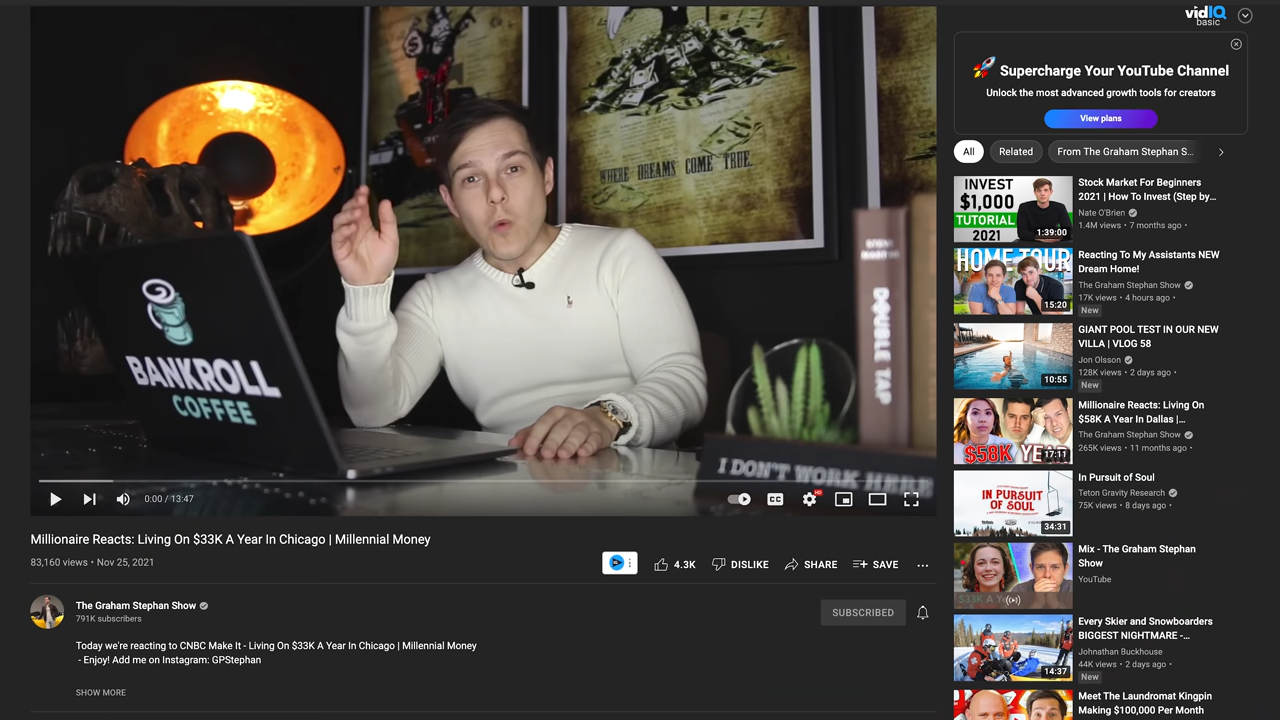 WHERE DREAMS COME TRUE.
BANKROLL
COFFEE
DOUBLE TAP
I DON'T WORK HERE
0:00 / 13:47
CC
HD
Millionaire Reacts: Living On $33K A Year In Chicago | Millennial Money
83,160 views • Nov 25, 2021
4.3K
DISLIKE
SHARE
SAVE
The Graham Stephan Show
791K subscribers
SUBSCRIBED
Today we're reacting to CNBC Make It - Living On $33K A Year In Chicago | Millennial Money
- Enjoy! Add me on Instagram: GPStephan
SHOW MORE
vidIQ
basic
Supercharge Your YouTube Channel
Unlock the most advanced growth tools for creators
View plans
All
Related
From The Graham Stephan S...
INVEST
$1,000
TUTORIAL
2021
1:39:00
Stock Market For Beginners
2021 | How To Invest (Step by...
Nate O'Brien
1.4M views • 7 months ago •
HOME TOUR
15:20
Reacting To My Assistants NEW
Dream Home!
The Graham Stephan Show
17K views • 4 hours ago •
New
10:55
GIANT POOL TEST IN OUR NEW
VILLA | VLOG 58
Jon Olsson
128K views • 2 days ago •
New
$58K YEAR
17:11
Millionaire Reacts: Living On
$58K A Year In Dallas |...
The Graham Stephan Show
265K views • 11 months ago •
IN PURSUIT
OF SOUL
34:31
In Pursuit of Soul
Teton Gravity Research
75K views • 8 days ago •
$33K A Y
Mix - The Graham Stephan
Show
YouTube
14:37
Every Skier and Snowboarders
BIGGEST NIGHTMARE -...
Johnathan Buckhouse
44K views • 2 days ago •
New
Meet The Laundromat Kingpin
Making $100,000 Per Month